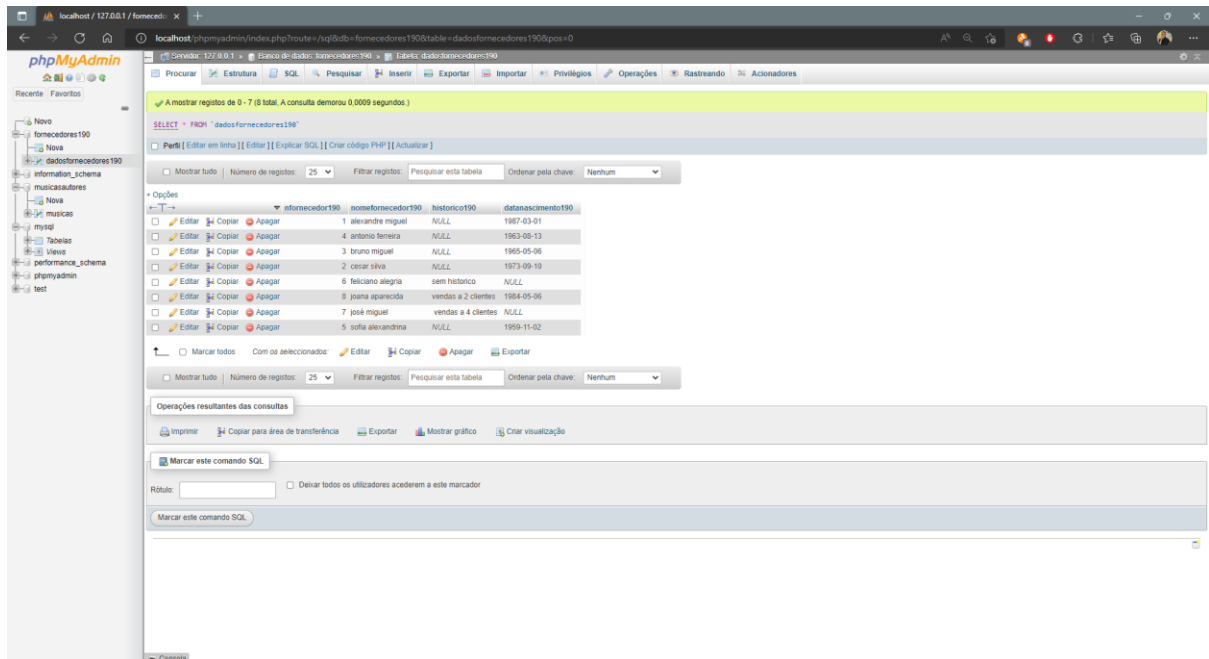 localhost / 127.0.0.1 / fornecedo
localhost/phpmyadmin/index.php?route=/sql&db=fornecedores190&table=dadosfornecedores190&pos=0
phpMyAdmin
Recente Favoritos
Novo
fornecedores190
Nova
dadosfornecedores190
information_schema
musicasautores
Nova
musicas
mysql
Tabelas
Views
performance_schema
phpmyadmin
test
Servidor: 127.0.0.1 » Banco de dados: fornecedores190 » Tabela: dadosfornecedores190
Procurar Estrutura SQL Pesquisar Inserir Exportar Importar Privilégios Operações Rastreando Acionadores
A mostrar registos de 0 - 7 (8 total, A consulta demorou 0,0009 segundos.)
SELECT * FROM `dadosfornecedores190`
Perfil [ Editar em linha ] [ Editar ] [ Explicar SQL ] [ Criar código PHP ] [ Actualizar ]
Mostrar tudo | Número de registos: 25 Filtrar registos: Pesquisar esta tabela Ordenar pela chave: Nenhum
+ Opções
←T→ nfornecedor190 nomefornecedor190 historico190 datanascimento190
Editar Copiar Apagar 1 alexandre miguel NULL 1987-03-01
Editar Copiar Apagar 4 antonio ferreira NULL 1963-08-13
Editar Copiar Apagar 3 bruno miguel NULL 1965-05-06
Editar Copiar Apagar 2 cesar silva NULL 1973-09-10
Editar Copiar Apagar 6 feliciano alegria sem historico NULL
Editar Copiar Apagar 8 joana aparecida vendas a 2 clientes 1984-05-06
Editar Copiar Apagar 7 josé miguel vendas a 4 clientes NULL
Editar Copiar Apagar 5 sofia alexandrina NULL 1959-11-02
Marcar todos Com os seleccionados: Editar Copiar Apagar Exportar
Mostrar tudo | Número de registos: 25 Filtrar registos: Pesquisar esta tabela Ordenar pela chave: Nenhum
Operações resultantes das consultas
Imprimir Copiar para área de transferência Exportar Mostrar gráfico Criar visualização
Marcar este comando SQL
Rótulo: Deixar todos os utilizadores acederem a este marcador
Marcar este comando SQL
Consola